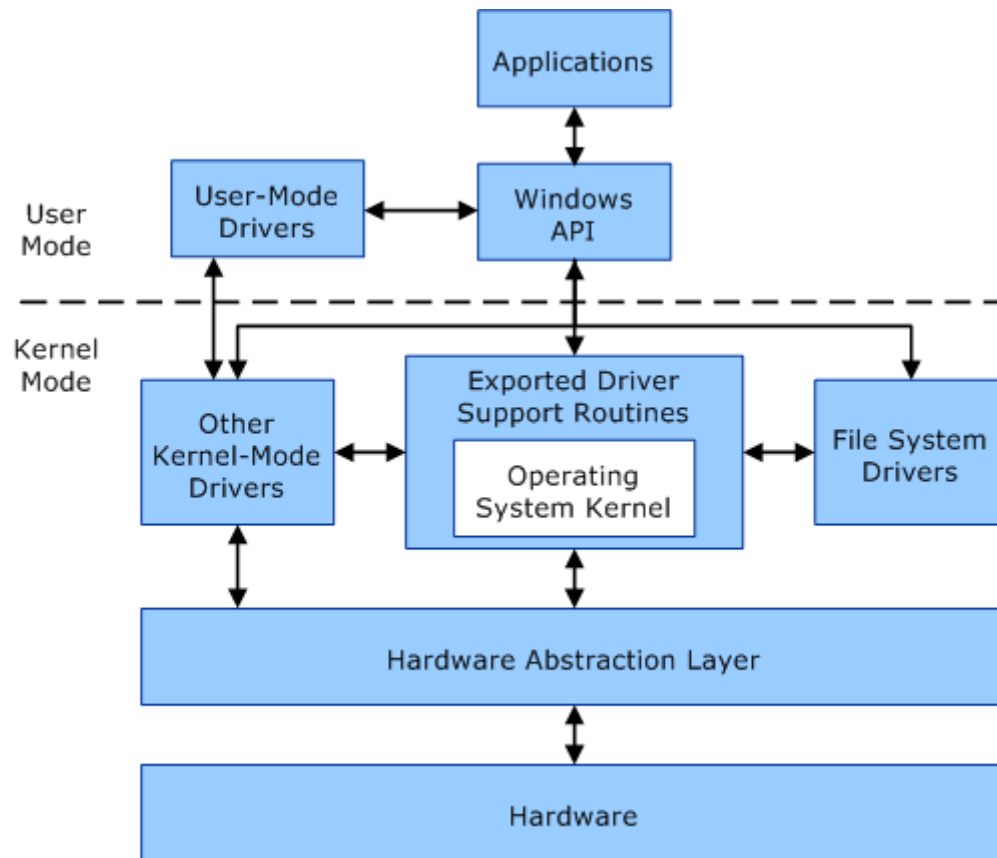 Applications
User-Mode
Drivers
Windows
API
User
Mode
Kernel
Mode
Exported Driver
Support Routines
Other
Kernel-Mode
Drivers
Operating
System Kernel
File System
Drivers
Hardware Abstraction Layer
Hardware